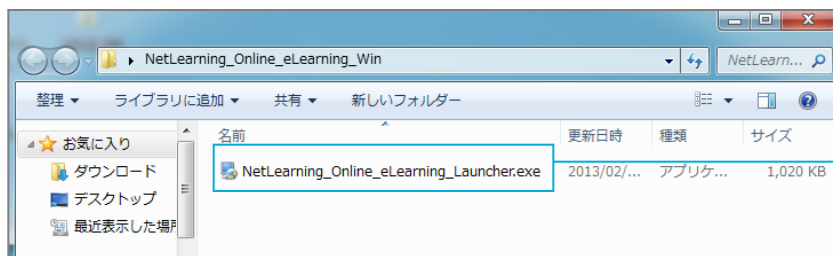 NetLearning_Online_eLearning_Win
NetLearn...
整理 ライブラリに追加 共有 新しいフォルダー
お気に入り
ダウンロード
デスクトップ
最近表示した場所
名前 更新日時 種類 サイズ
NetLearning_Online_eLearning_Launcher.exe 2013/02/... アプリケ... 1,020 KB